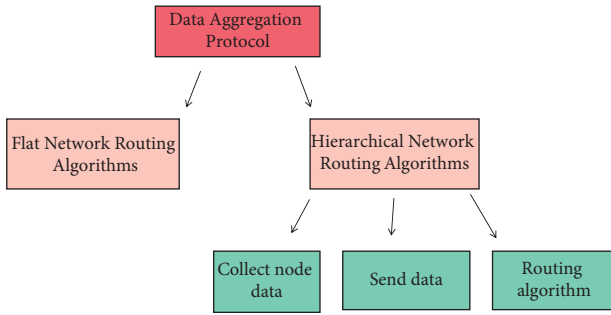 Data Aggregation
Protocol
Flat Network Routing
Algorithms
Hierarchical Network
Routing Algorithms
Collect node
data
Send data
Routing
algorithm